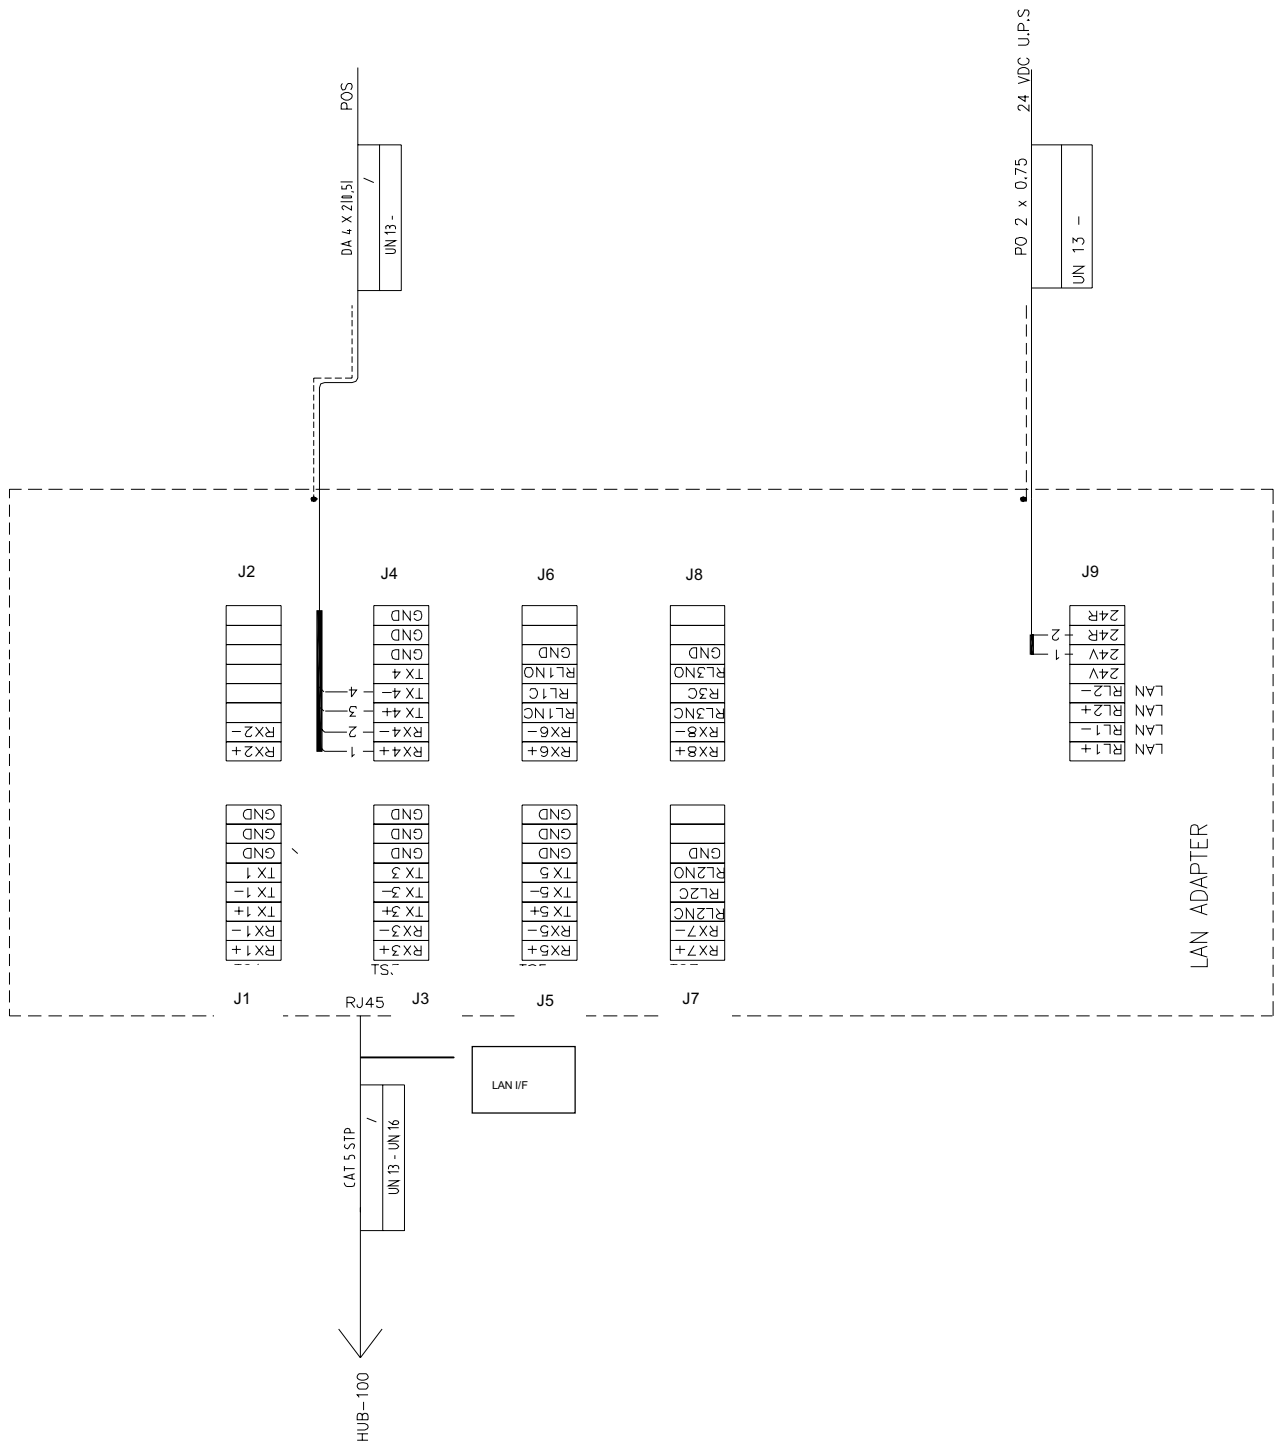 24 VDC U.P.S
POS
PO 2 x 0.75
UN 13 -
DA 4 X 2(0,5)
/
UN 13 -
J2
J4
J6
J8
J9
RX2-
RX2+
GND
GND
GND
TX 4
4
TX 4-
3
TX 4+
2
RX4-
1
RX4+
GND
RL1NO
RL1C
RL1NC
RX6-
RX6+
GND
RL3NO
R3C
RL3NC
RX8-
RX8+
24R
2
24R
1
24V
24V
RL2- LAN
RL2+ LAN
RL1- LAN
RL1+ LAN
GND
GND
GND
TX 1
TX 1-
TX 1+
RX1-
RX1+
GND
GND
GND
TX 3
TX 3-
TX 3+
RX3-
RX3+
GND
GND
GND
TX 5
TX 5-
TX 5+
RX5-
RX5+
GND
RL2NO
RL2C
RL2NC
RX7-
RX7+
LAN ADAPTER
J1
RJ45
J3
J5
J7
LAN I/F
CAT 5 STP
/
UN 13 - UN 16
HUB-100